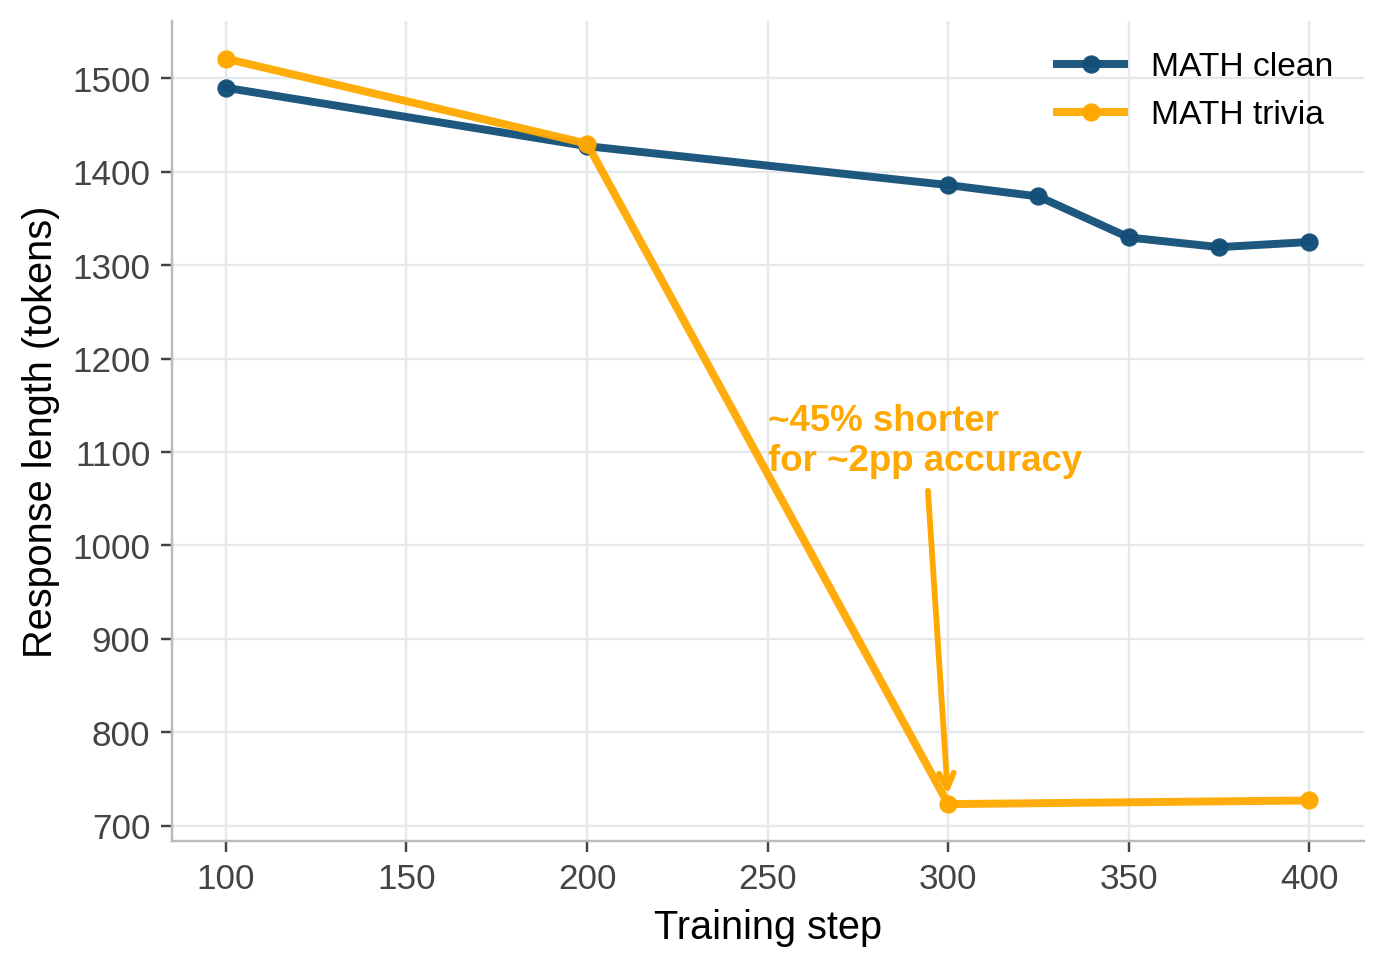 MATH clean
MATH trivia
1500
1400
1300
1200
1100
1000
900
800
700
Response length (tokens)
~45% shorter
for ~2pp accuracy
100 150 200 250 300 350 400
Training step